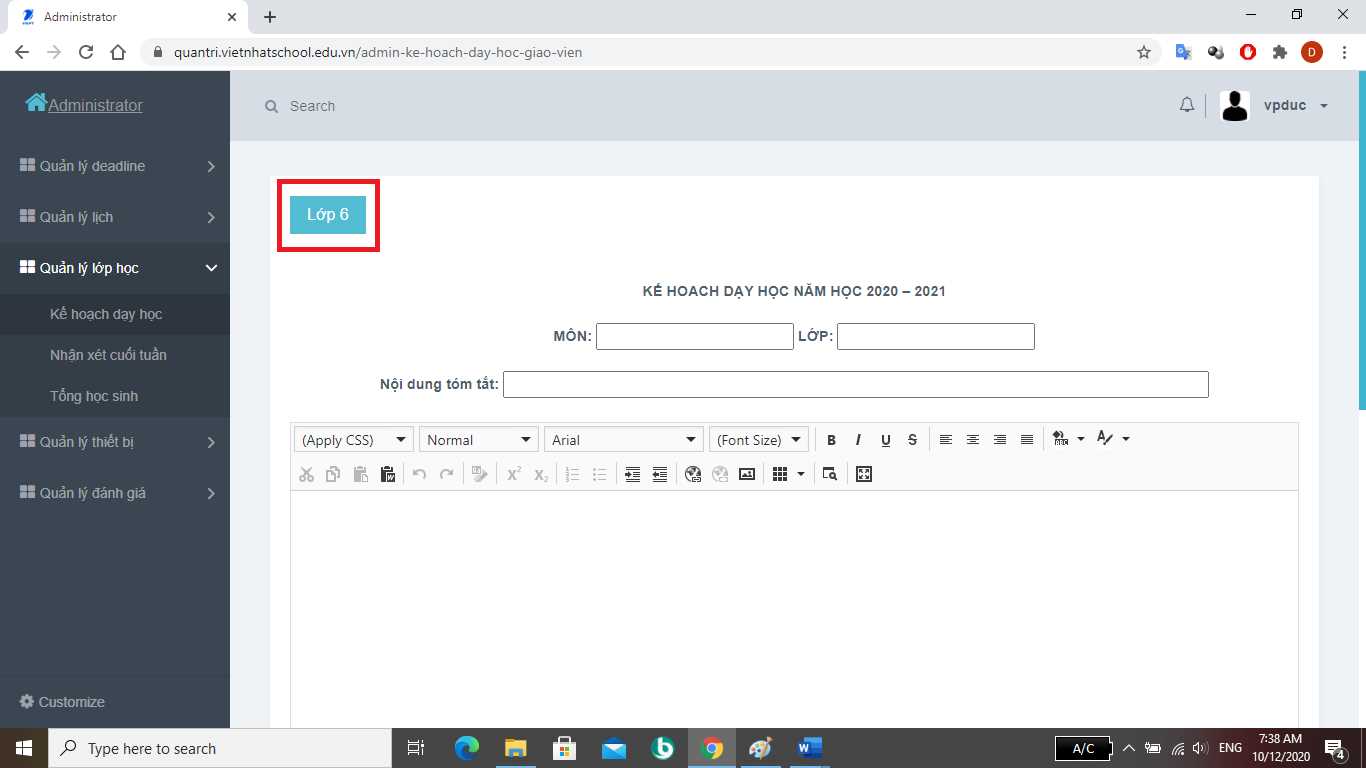 Administrator
quantri.vietnhatschool.edu.vn/admin-ke-hoach-day-hoc-giao-vien
D
Administrator
Search
vpduc
Quản lý deadline
Quản lý lịch
Quản lý lớp học
Kế hoạch dạy học
Nhận xét cuối tuần
Tổng học sinh
Quản lý thiết bị
Quản lý đánh giá
Customize
Lớp 6
KẾ HOẠCH DẠY HỌC NĂM HỌC 2020 – 2021
MÔN: LỚP:
Nội dung tóm tắt:
(Apply CSS) Normal Arial (Font Size) B I U S
Type here to search
A/C ENG 7:38 AM
10/12/2020 4